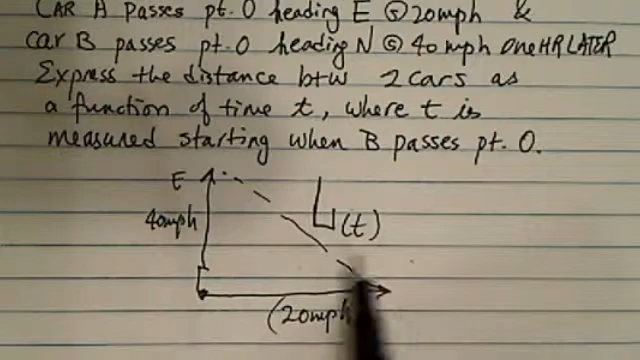 CAR A passes pt. O heading E @ 20mph &
car B passes pt. O heading N @ 40 mph one HR LATER
Express the distance btw 2 cars as
a function of time t, where t is
measured starting when B passes pt. O.
E
40mph
L(t)
(20mph